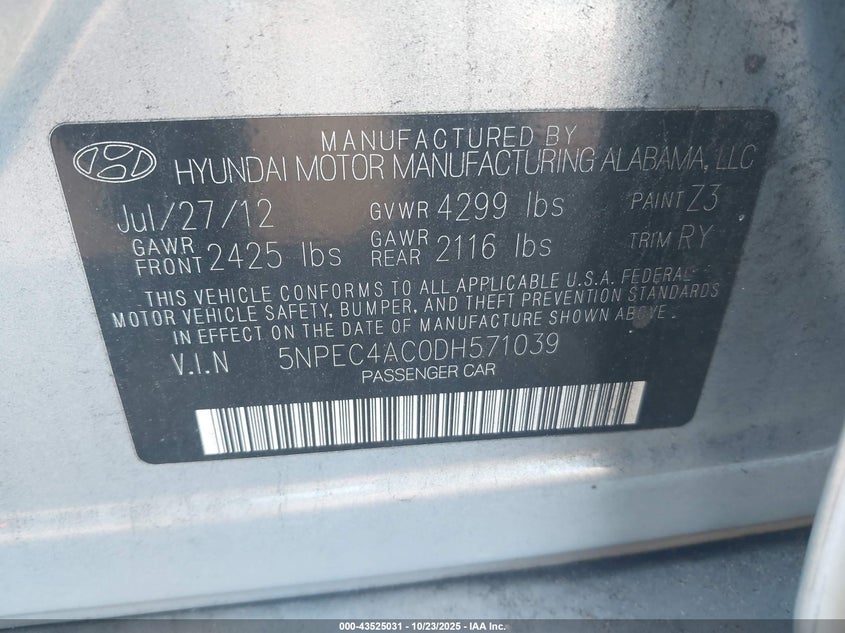 MANUFACTURED BY
HYUNDAI MOTOR MANUFACTURING ALABAMA, LLC
Jul/27/12 GVWR 4299 lbs PAINT Z3
GAWR FRONT 2425 lbs GAWR REAR 2116 lbs TRIM RY
THIS VEHICLE CONFORMS TO ALL APPLICABLE U.S.A. FEDERAL
MOTOR VEHICLE SAFETY, BUMPER, AND THEFT PREVENTION STANDARDS
IN EFFECT ON THE DATE OF MANUFACTURE SHOWN ABOVE.
V.I.N 5NPEC4AC0DH571039
PASSENGER CAR
000-43525031 - 10/23/2025 - IAA Inc.